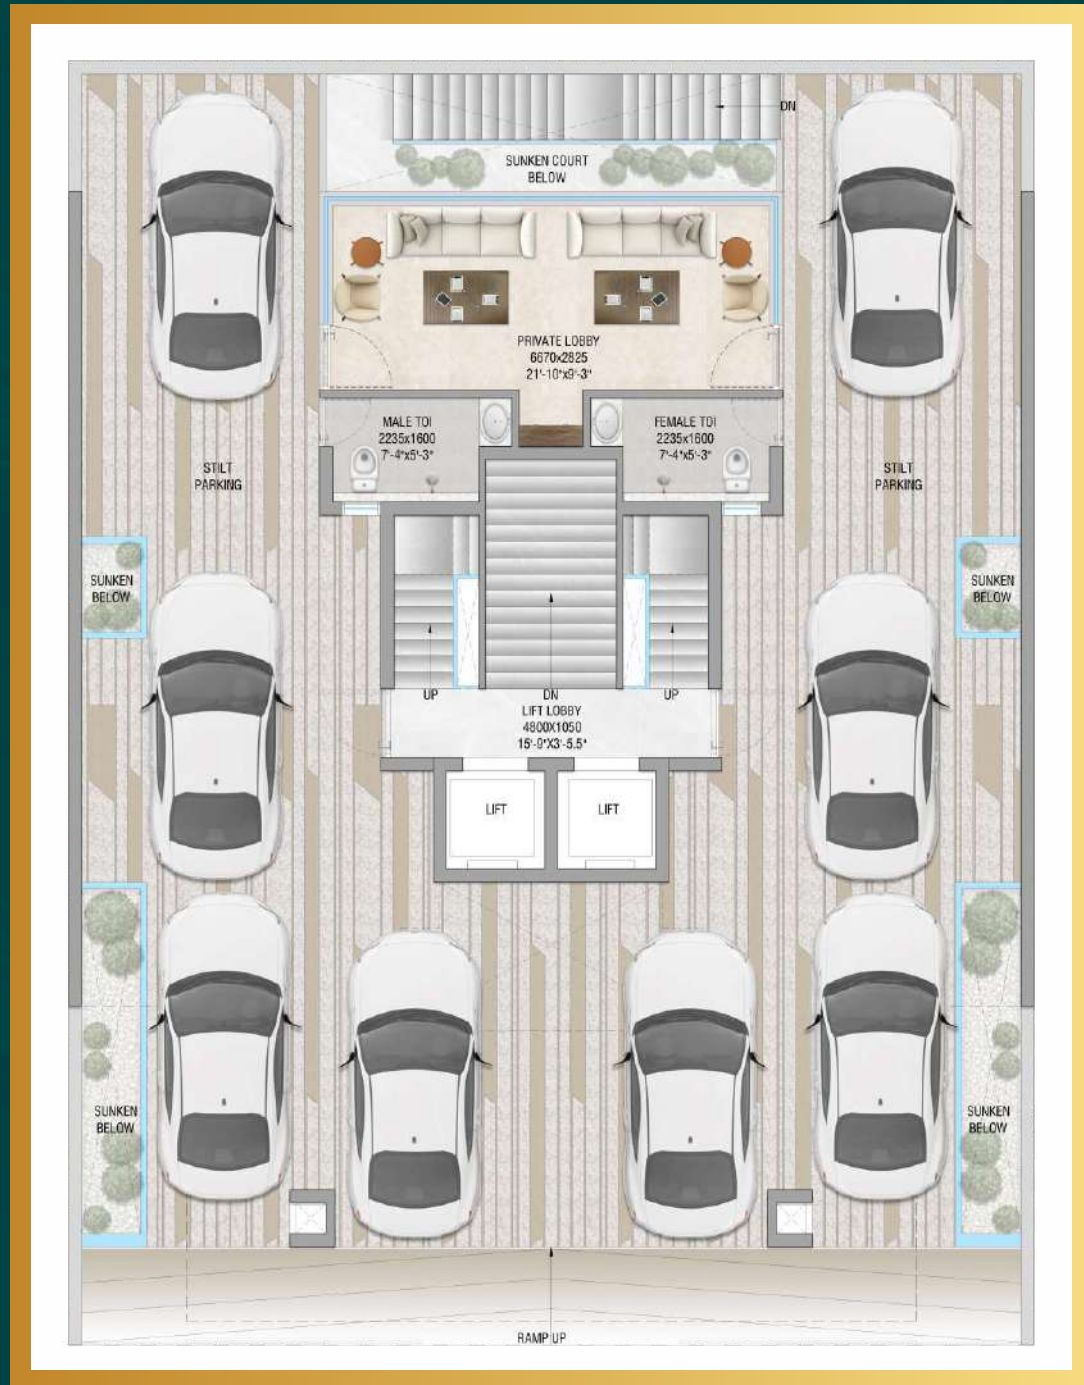 DN
SUNKEN COURT
BELOW
PRIVATE LOBBY
6670x2825
21'-10"x9'-3"
MALE TOI
2235x1600
7'-4"x5'-3"
FEMALE TOI
2235x1600
7'-4"x5'-3"
STILT
PARKING
STILT
PARKING
SUNKEN
BELOW
SUNKEN
BELOW
UP
DN
UP
LIFT LOBBY
4800X1050
15'-9"X3'-5.5"
LIFT
LIFT
SUNKEN
BELOW
SUNKEN
BELOW
RAMP UP